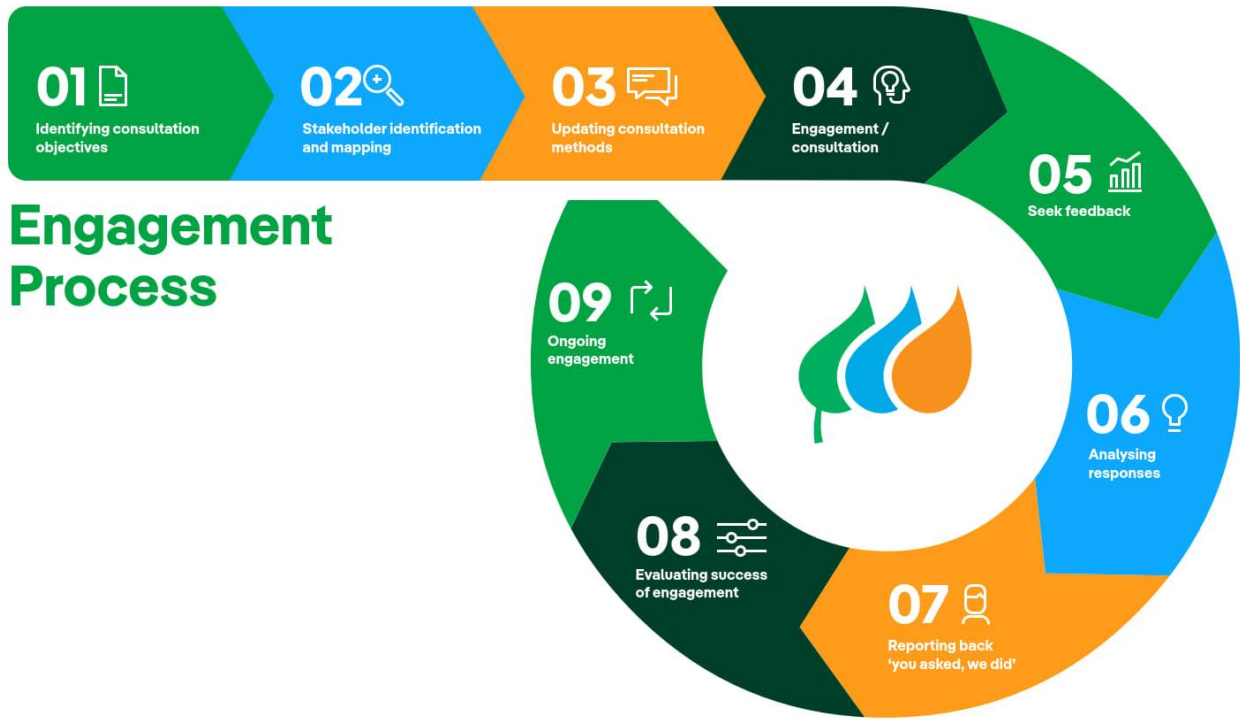 01
Identifying consultation
objectives
02
Stakeholder identification
and mapping
03
Updating consultation
methods
04
Engagement /
consultation
05
Seek feedback
Engagement
Process
09
Ongoing
engagement
06
Analysing
responses
08
Evaluating success
of engagement
07
Reporting back
‘you asked, we did’